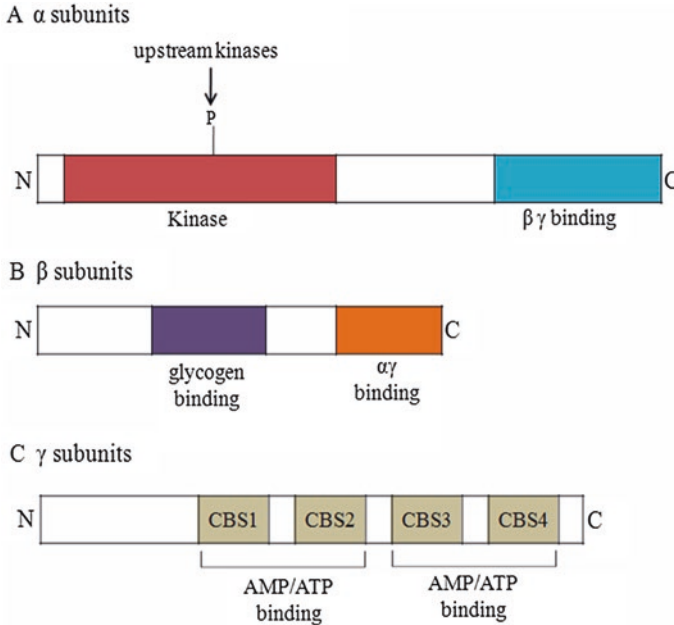 A α subunits
upstream kinases
P
N
C
Kinase
β γ binding
B β subunits
N
C
glycogen
binding
αγ
binding
C γ subunits
N
CBS1 CBS2 CBS3 CBS4
C
AMP/ATP
binding
AMP/ATP
binding